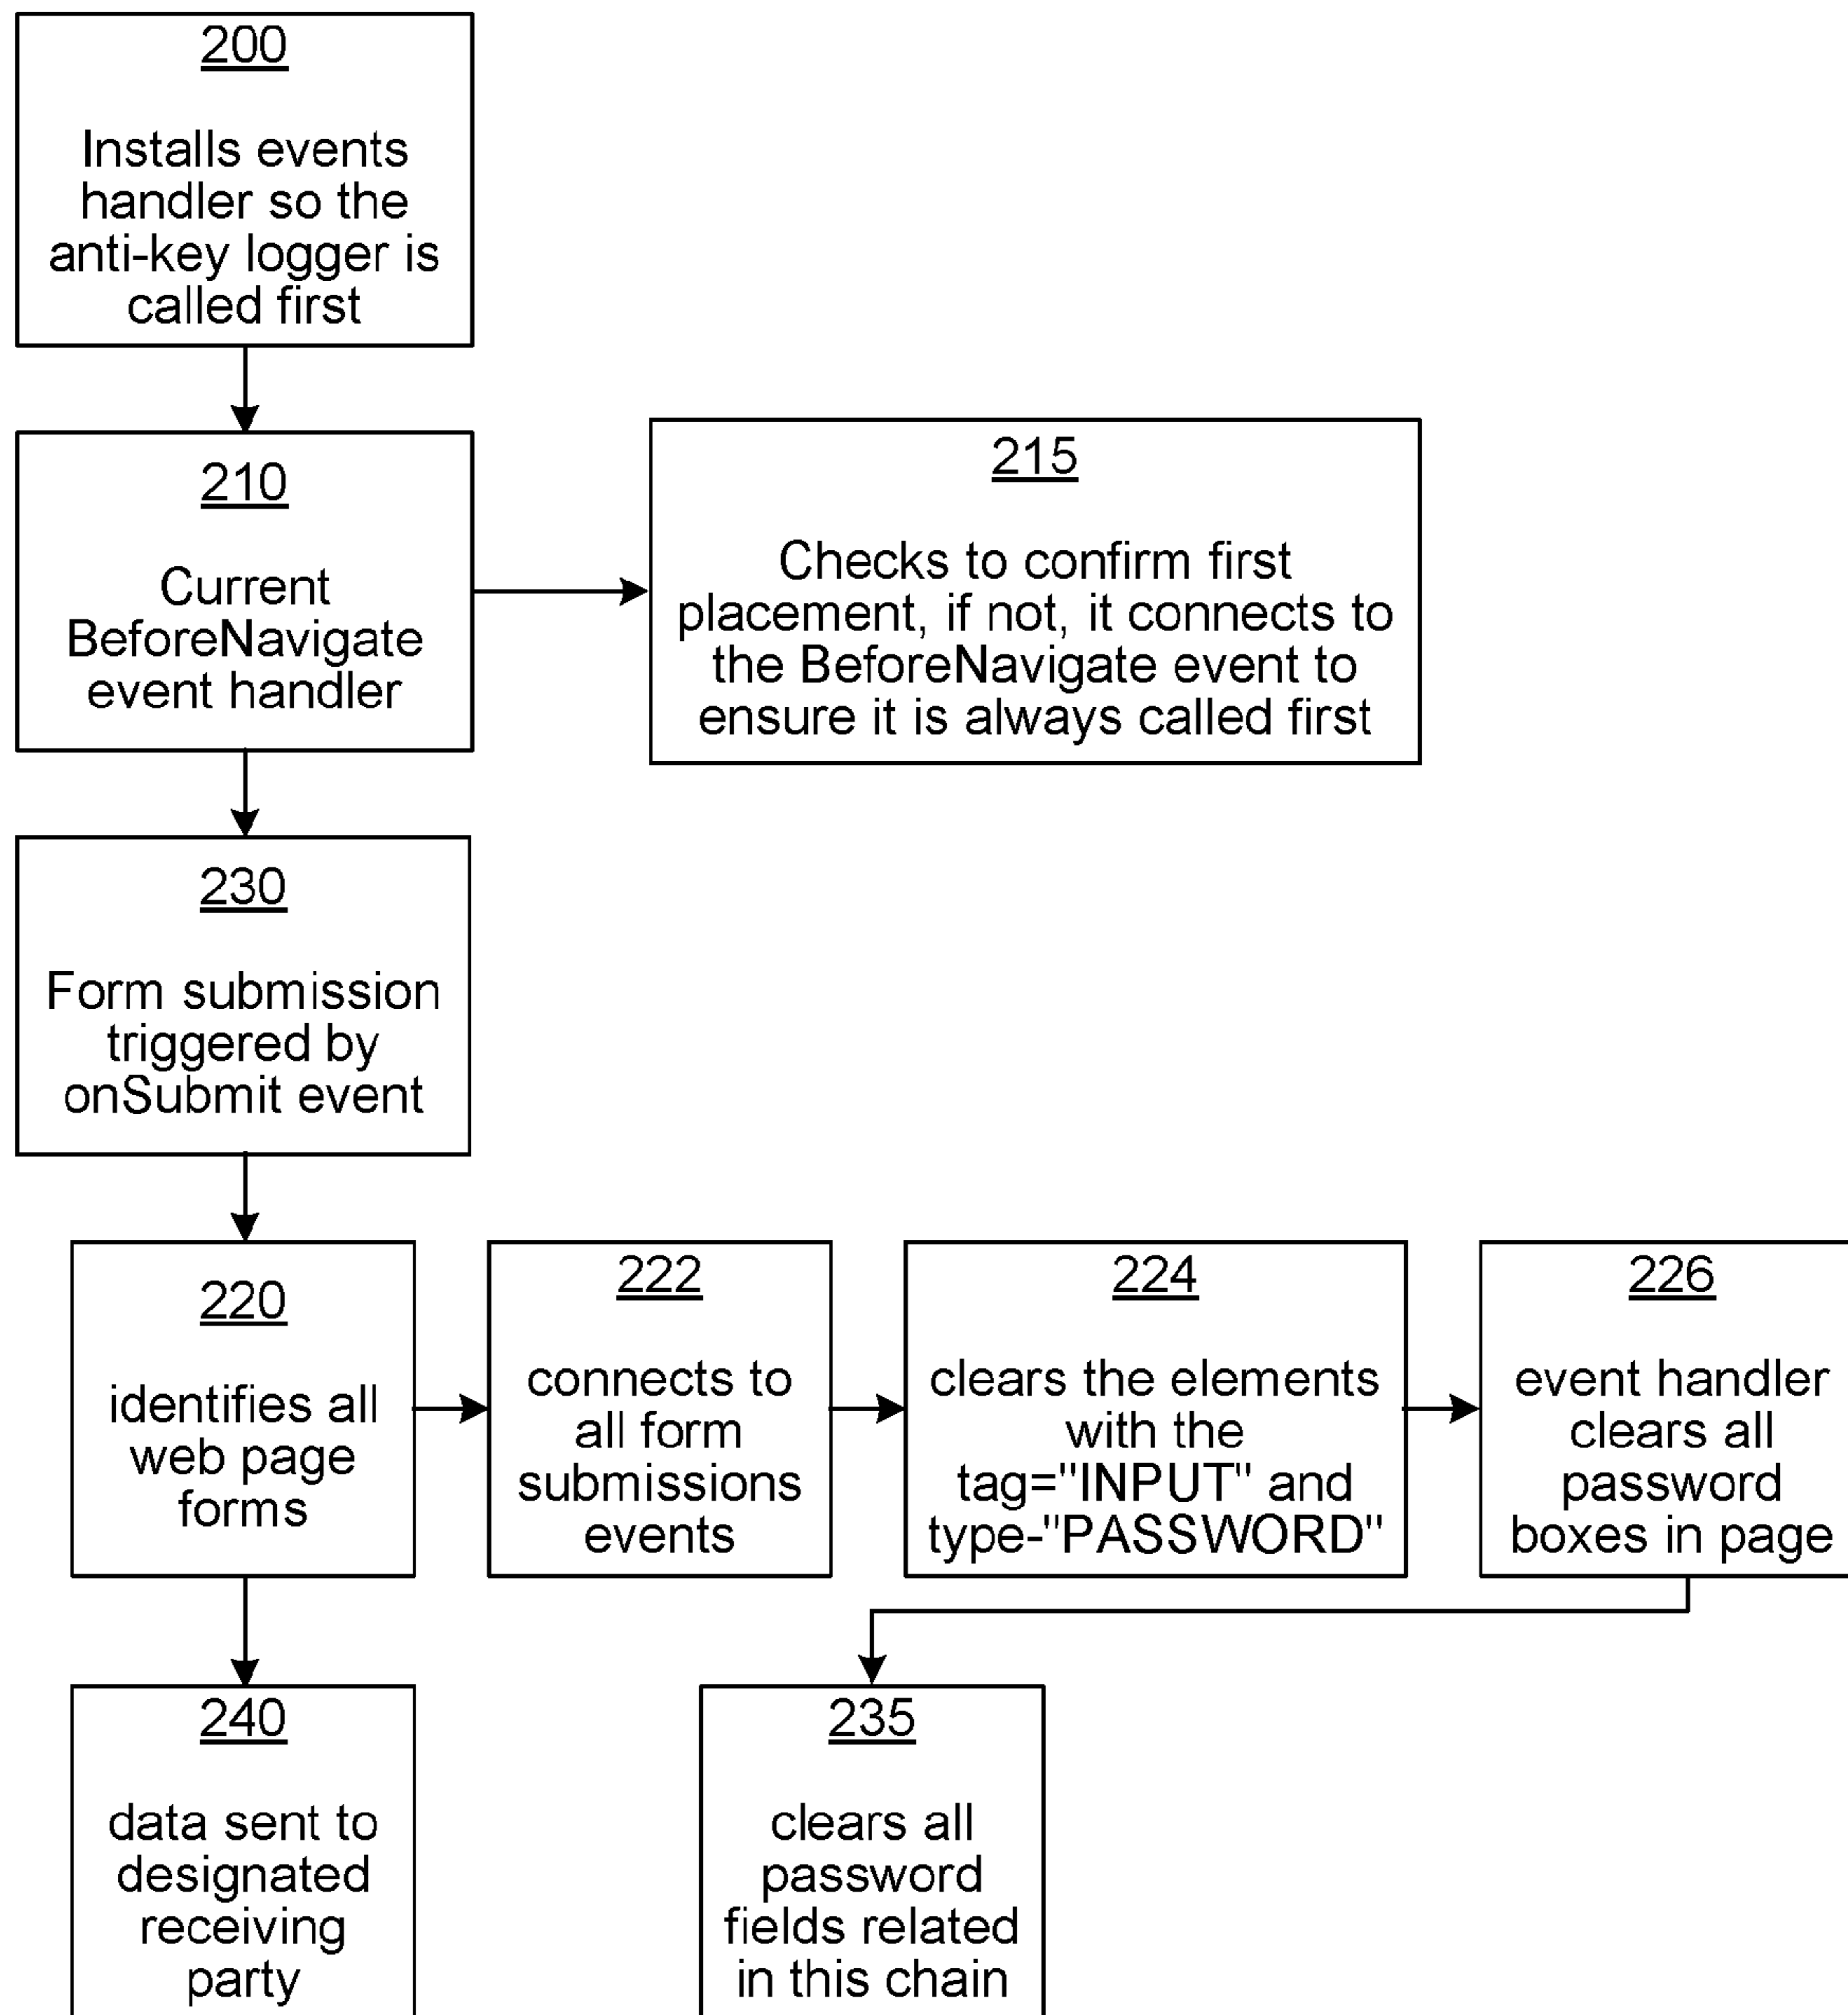 200
Installs events
handler so the
anti-key logger is
called first
210
Current
BeforeNavigate
event handler
215
Checks to confirm first
placement, if not, it connects to
the BeforeNavigate event to
ensure it is always called first
230
Form submission
triggered by
onSubmit event
220
identifies all
web page
forms
222
connects to
all form
submissions
events
224
clears the elements
with the
tag="INPUT" and
type-"PASSWORD"
226
event handler
clears all
password
boxes in page
240
data sent to
designated
receiving
party
235
clears all
password
fields related
in this chain